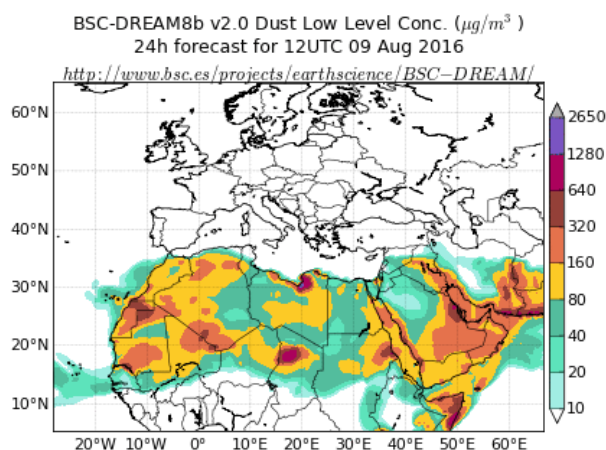 BSC-DREAM8b v2.0 Dust Low Level Conc. (μg/m³ )
24h forecast for 12UTC 09 Aug 2016
http://www.bsc.es/projects/earthscience/BSC−DREAM/
60°N
50°N
40°N
30°N
20°N
10°N
20°W 10°W 0° 10°E 20°E 30°E 40°E 50°E 60°E
2650
1280
640
320
160
80
40
20
10